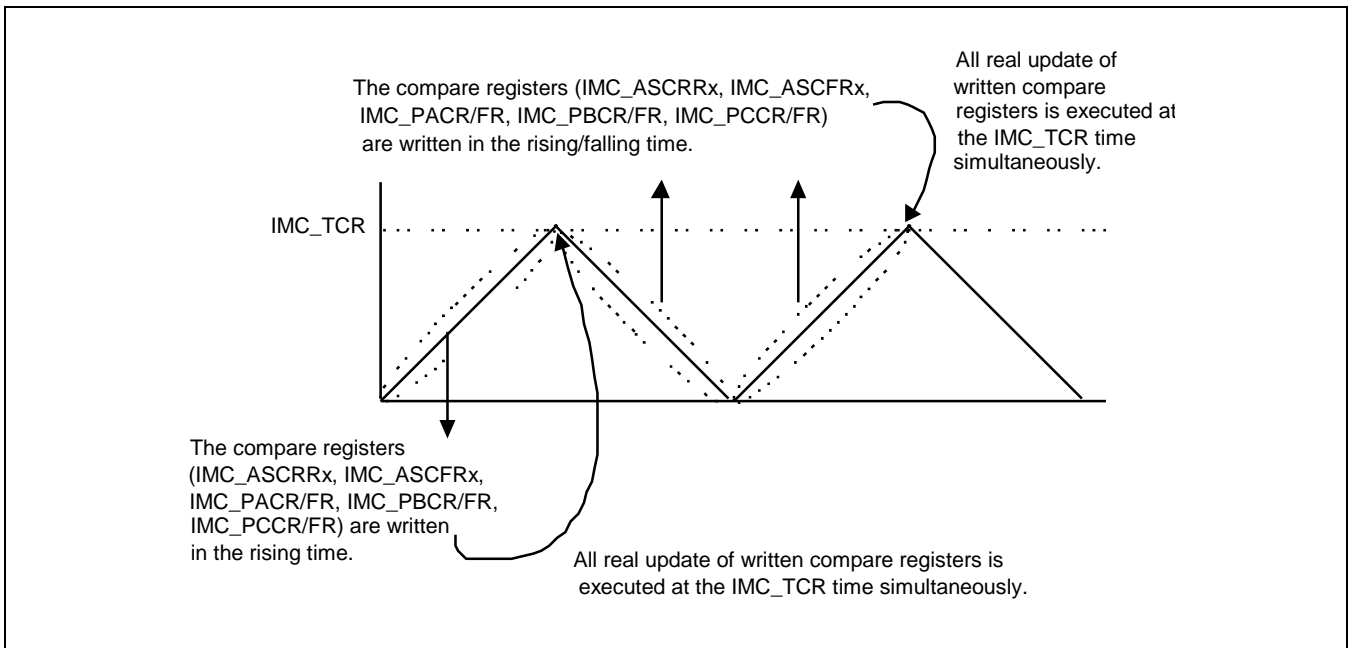 The compare registers (IMC_ASCRRx, IMC_ASCFRx,
IMC_PACR/FR, IMC_PBCR/FR, IMC_PCCR/FR)
are written in the rising/falling time.
All real update of
written compare
registers is executed at
the IMC_TCR time
simultaneously.
IMC_TCR
The compare registers
(IMC_ASCRRx, IMC_ASCFRx,
IMC_PACR/FR, IMC_PBCR/FR,
IMC_PCCR/FR) are written
in the rising time.
All real update of written compare registers is
executed at the IMC_TCR time simultaneously.